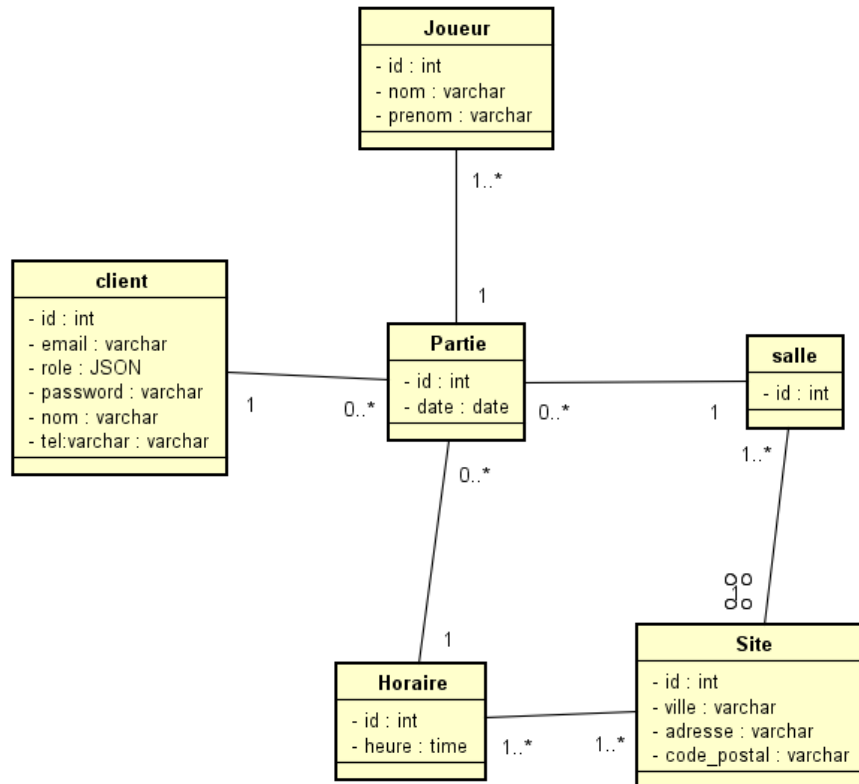 Joueur
- id : int
- nom : varchar
- prenom : varchar
1..*
1
client
- id : int
- email : varchar
- role : JSON
- password : varchar
- nom : varchar
- tel:varchar : varchar
1
0..*
Partie
- id : int
- date : date
0..*
1
salle
- id : int
1..*
1
0..*
1
Horaire
- id : int
- heure : time
1..*
1..*
Site
- id : int
- ville : varchar
- adresse : varchar
- code_postal : varchar